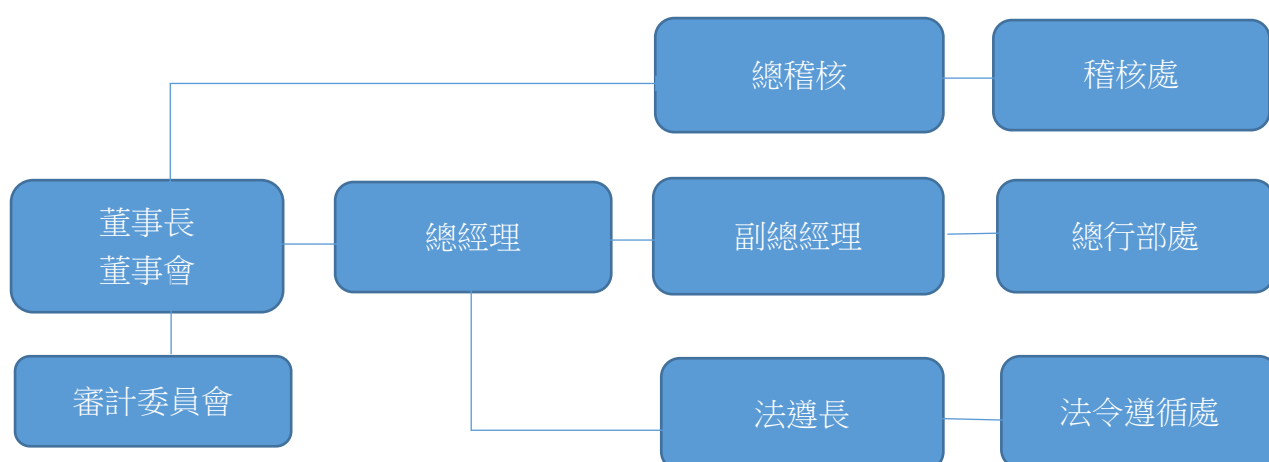 總稽核
稽核處
董事長
董事會
總經理
副總經理
總行部處
審計委員會
法遵長
法令遵循處